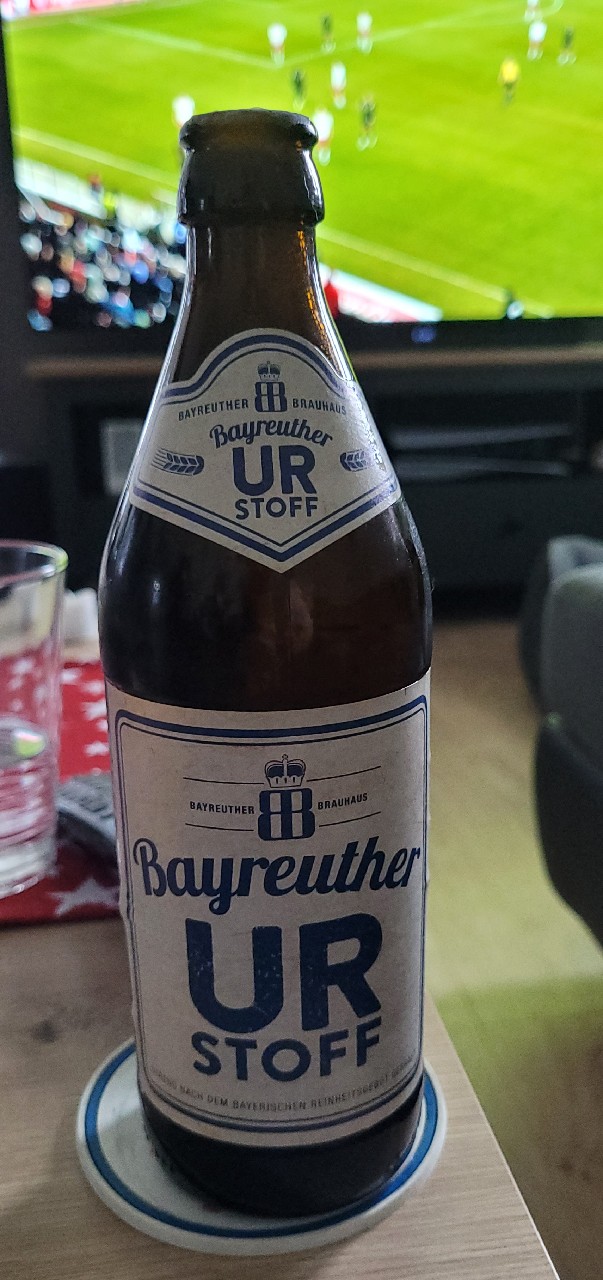 BAYREUTHER BB BRAUHAUS
Bayreuther
UR
STOFF
BAYREUTHER BB BRAUHAUS
Bayreuther
UR
STOFF
NACH DEM BAYERISCHEN REINHEITSGEBOT